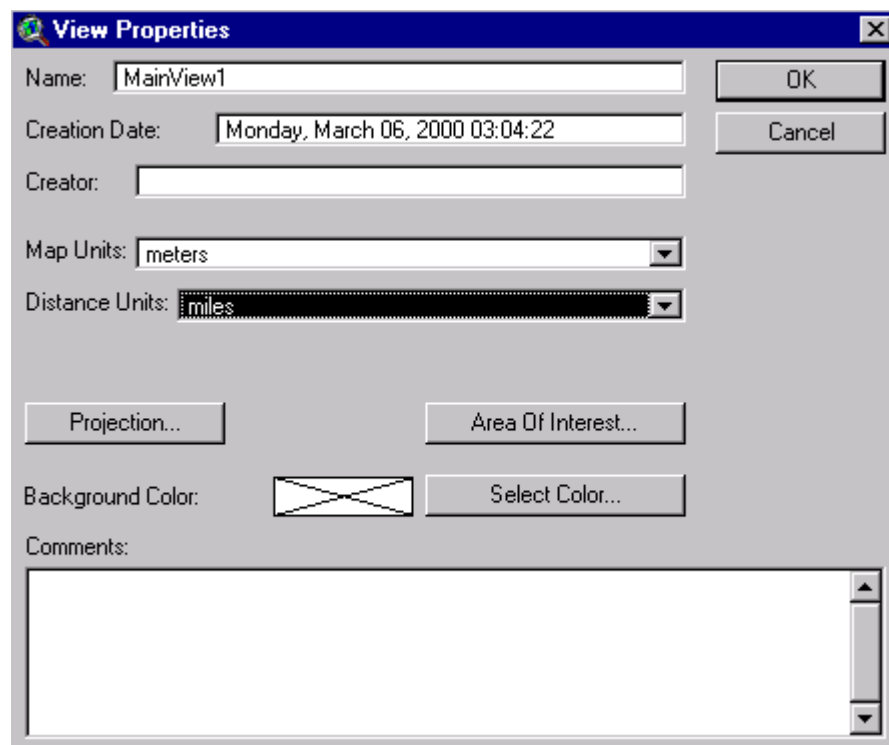 View Properties
Name: MainView1
OK
Creation Date: Monday, March 06, 2000 03:04:22
Cancel
Creator:
Map Units: meters
Distance Units: miles
Projection...
Area Of Interest...
Background Color:
Select Color...
Comments: